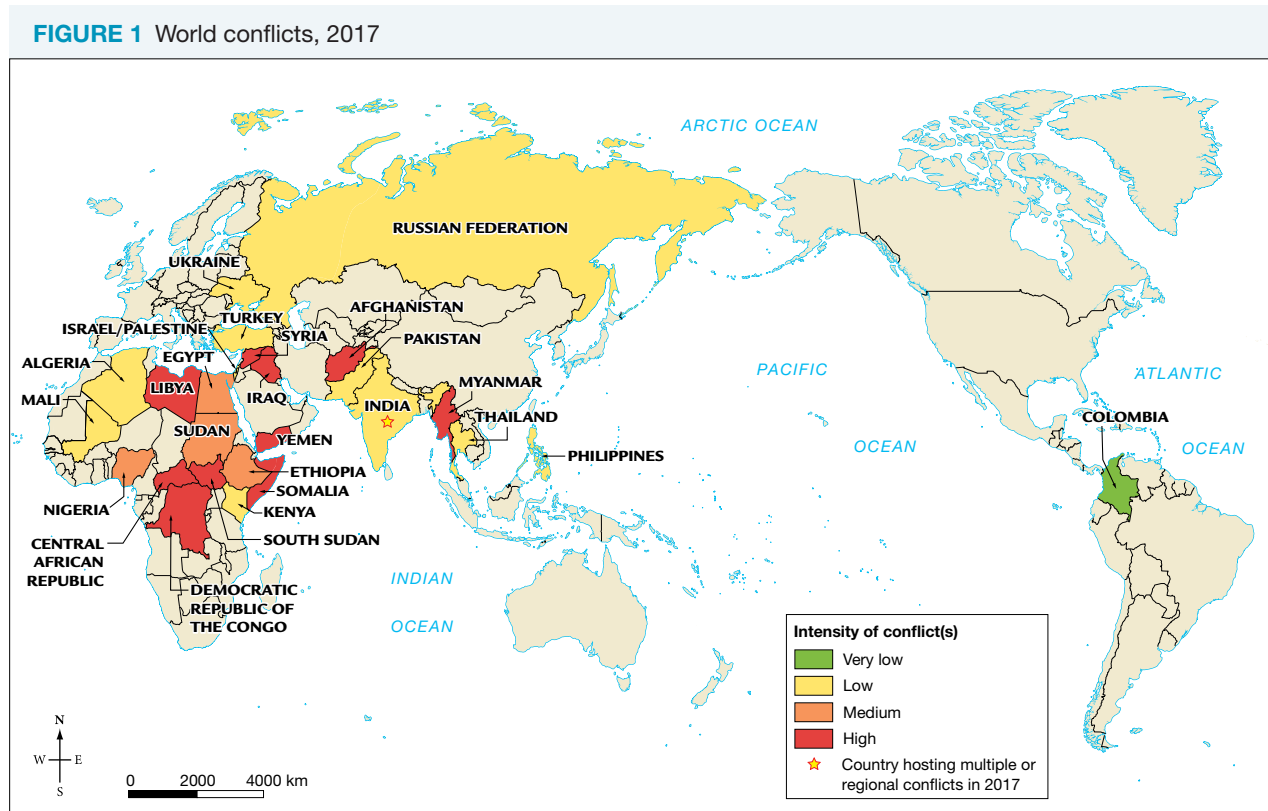 FIGURE 1 World conflicts, 2017
ARCTIC OCEAN
RUSSIAN FEDERATION
UKRAINE
AFGHANISTAN
TURKEY
ISRAEL/PALESTINE
SYRIA
PAKISTAN
ALGERIA
EGYPT
PACIFIC
ATLANTIC
MYANMAR
LIBYA
IRAQ
MALI
INDIA
THAILAND
COLOMBIA
SUDAN
YEMEN
OCEAN
OCEAN
PHILIPPINES
ETHIOPIA
SOMALIA
NIGERIA
KENYA
SOUTH SUDAN
CENTRAL
AFRICAN
REPUBLIC
INDIAN
DEMOCRATIC
REPUBLIC OF
THE CONGO
OCEAN
Intensity of conflict(s)
Very low
Low
Medium
High
Country hosting multiple or
regional conflicts in 2017
N
W E
S
0 2000 4000 km